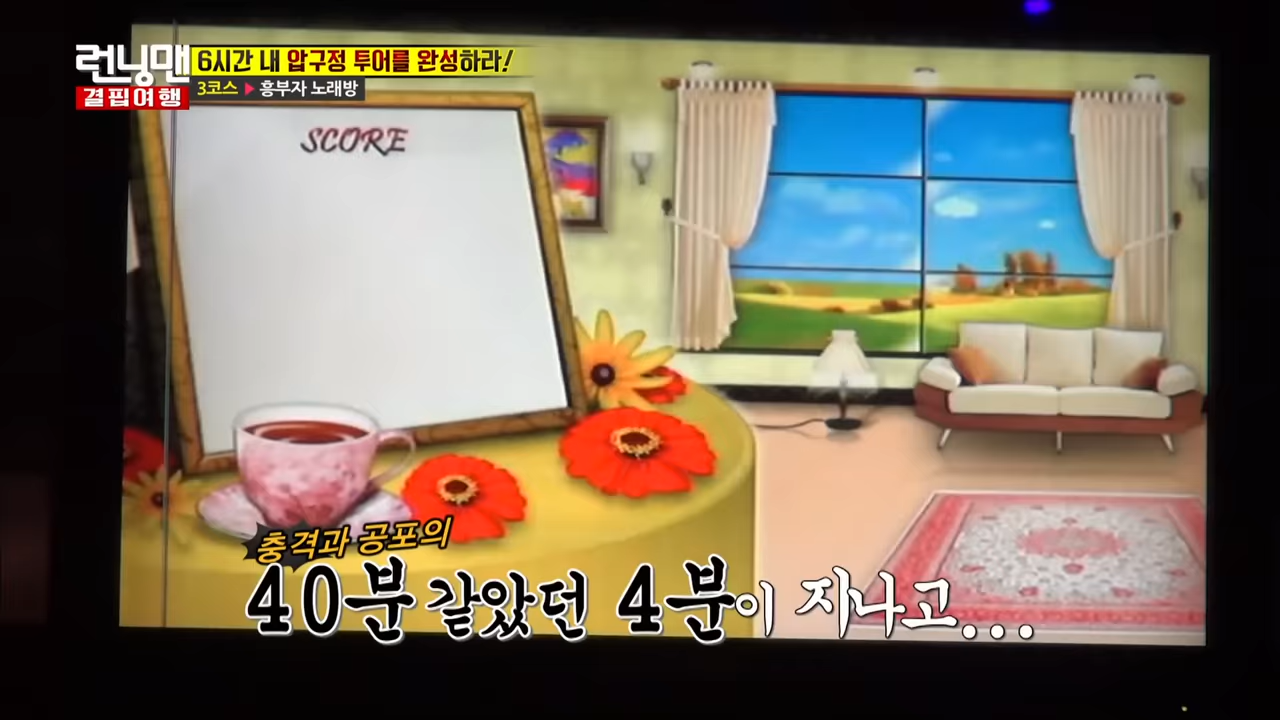 런닝맨
결핍여행
6시간 내 압구정 투어를 완성하라!
3코스 ▶ 흥부자 노래방
SCORE
충격과 공포의
40분 같았던 4분이 지나고...